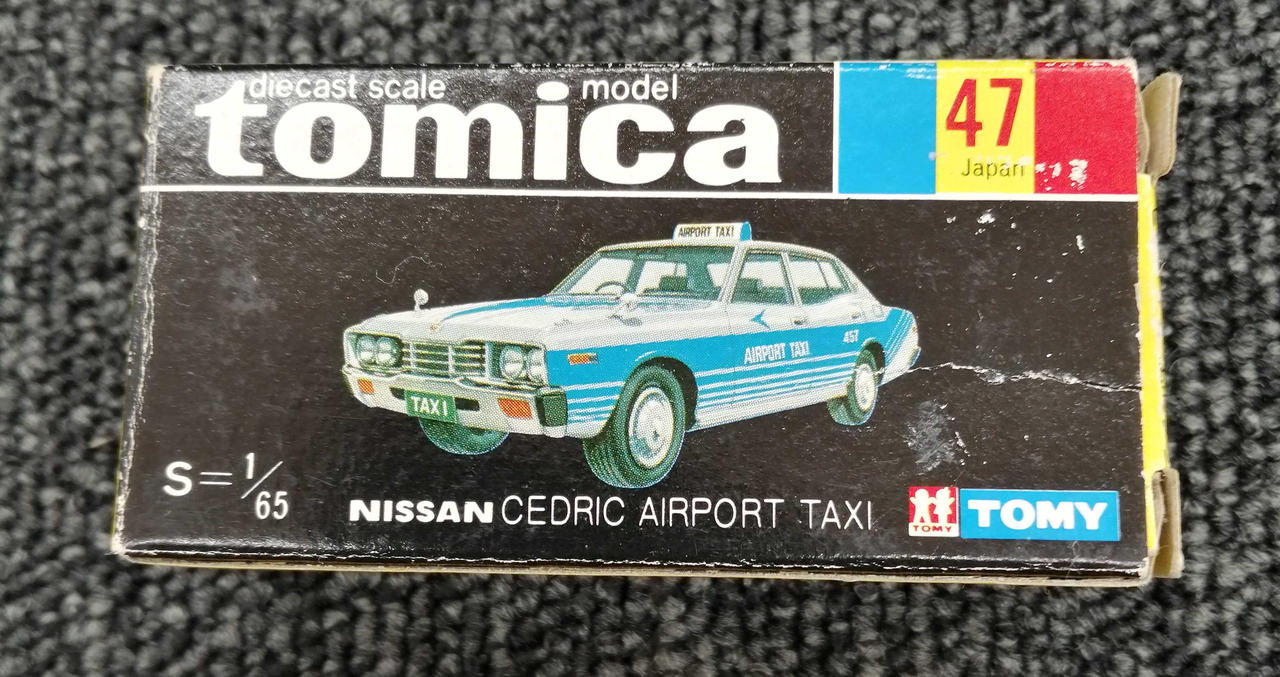 diecast scale model
tomica
47
Japan
AIRPORT TAXI
AIRPORT TAXI
457
TAXI
S=1/65
NISSAN CEDRIC AIRPORT TAXI
TOMY
TOMY